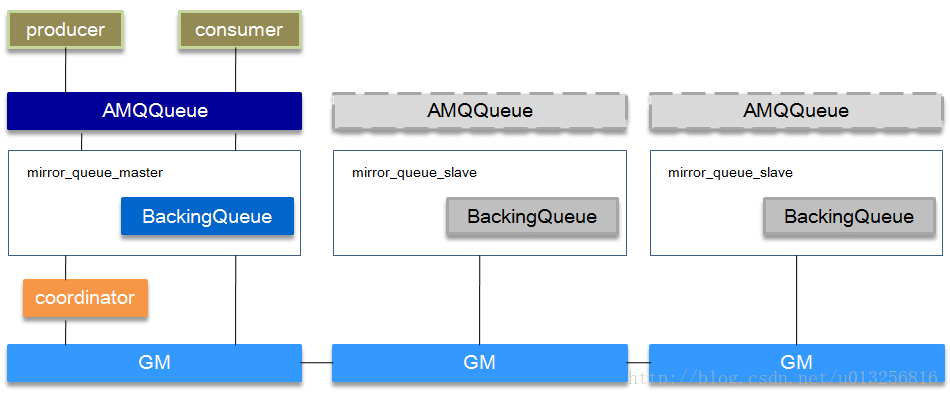 producer
consumer
AMQQueue
AMQQueue
AMQQueue
mirror_queue_master
mirror_queue_slave
mirror_queue_slave
BackingQueue
BackingQueue
BackingQueue
coordinator
GM
GM
GM
http://blog.csdn.net/u013256816